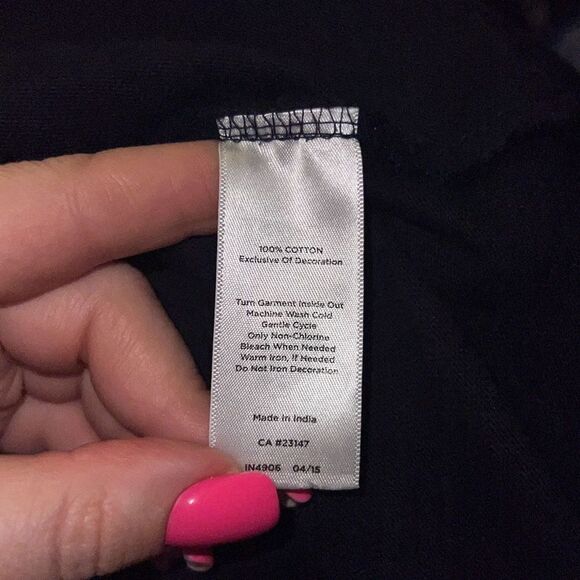 100% COTTON
Exclusive Of Decoration
Turn Garment Inside Out
Machine Wash Cold
Gentle Cycle
Only Non-Chlorine
Bleach When Needed
Warm Iron, If Needed
Do Not Iron Decoration
Made in India
CA #23147
IN4906 04/15